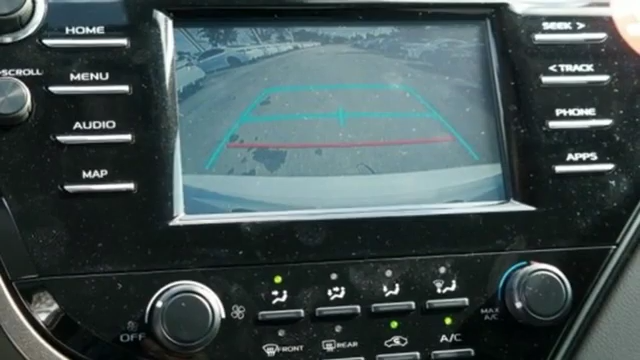 HOME
SEEK >
SCROLL
MENU
< TRACK
AUDIO
PHONE
MAP
APPS
OFF
MAX
A/C
FRONT
REAR
A/C